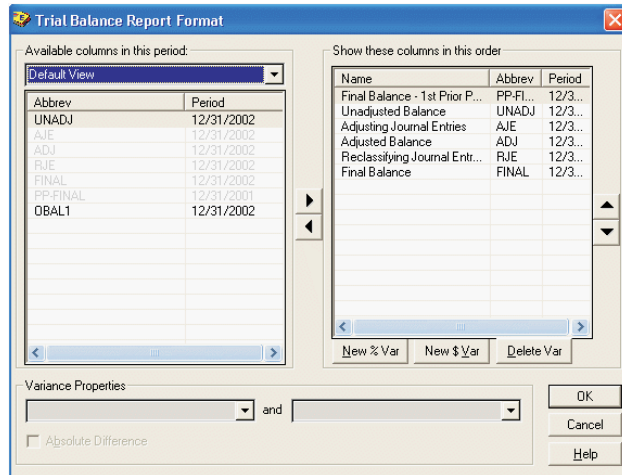 Trial Balance Report Format
Available columns in this period:
Default View
Abbrev Period
UNADJ 12/31/2002
AJE 12/31/2002
ADJ 12/31/2002
RJE 12/31/2002
FINAL 12/31/2002
PP-FINAL 12/31/2001
OBAL1 12/31/2002
Show these columns in this order
Name Abbrev Period
Final Balance - 1st Prior P... PP-FI... 12/3...
Unadjusted Balance UNADJ 12/3...
Adjusting Journal Entries AJE 12/3...
Adjusted Balance ADJ 12/3...
Reclassifying Journal Entr... RJE 12/3...
Final Balance FINAL 12/3...
New % Var New $ Var Delete Var
Variance Properties
and
Absolute Difference
OK
Cancel
Help